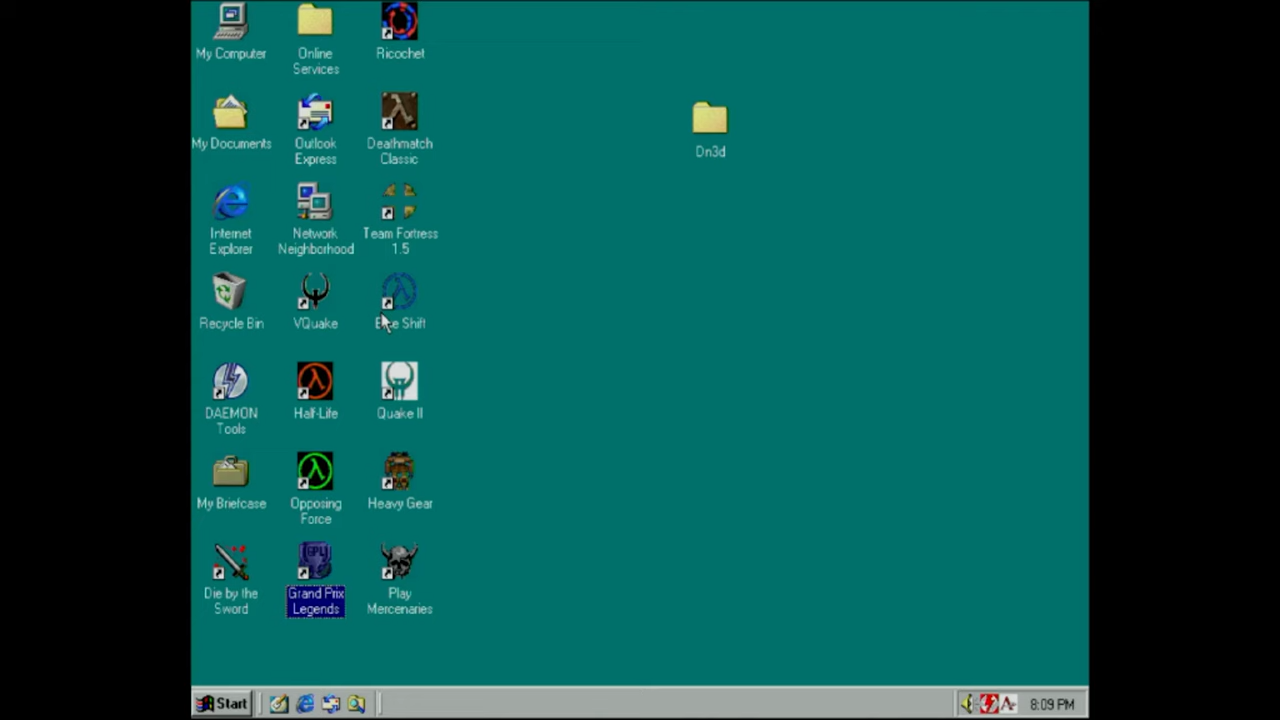 My Computer
Online
Services
Ricochet
My Documents
Outlook
Express
Deathmatch
Classic
Dn3d
Internet
Explorer
Network
Neighborhood
Team Fortress
1.5
Recycle Bin
VQuake
Shift
DAEMON
Tools
Half-Life
Quake II
My Briefcase
Opposing
Force
Heavy Gear
Die by the
Sword
GPL
Grand Prix
Legends
Play
Mercenaries
Start
8:09 PM